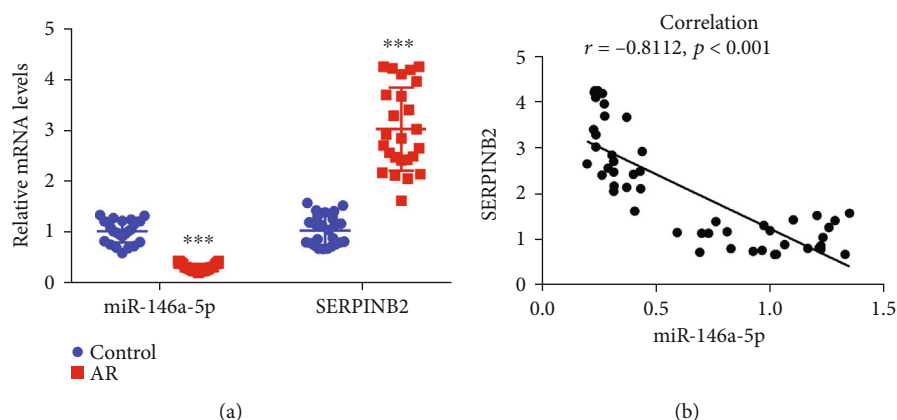 (a)
Relative mRNA levels
5
4
3
2
1
0
***
***
miR-146a-5p
SERPINB2
Control
AR
(b)
Correlation
r = –0.8112, p < 0.001
SERPINB2
5
4
3
2
1
0
0.0
0.5
1.0
1.5
miR-146a-5p
(a)
(b)